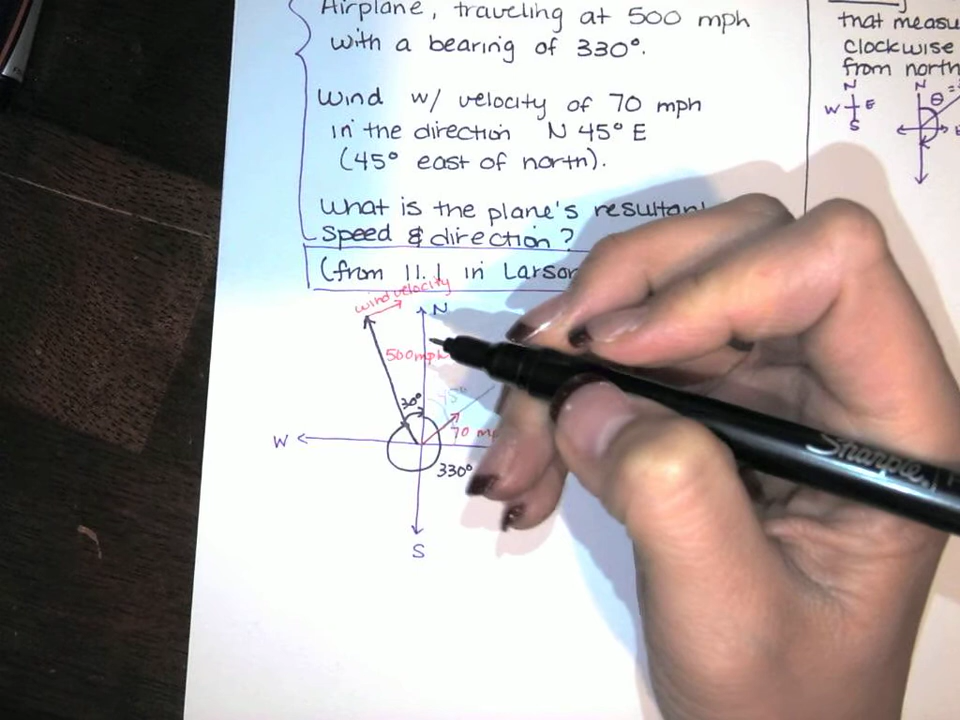 Airplane, traveling at 500 mph
with a bearing of 330°.
Wind w/ velocity of 70 mph
in the direction N 45° E
(45° east of north).
What is the plane's resultant
speed & direction?
(from 11.1 in Larson
that
clockwise
from north
N
W E
S
N
θ =
E
wind velocity
N
500mph
30°
45°
70
W
330°
S
Sharpie